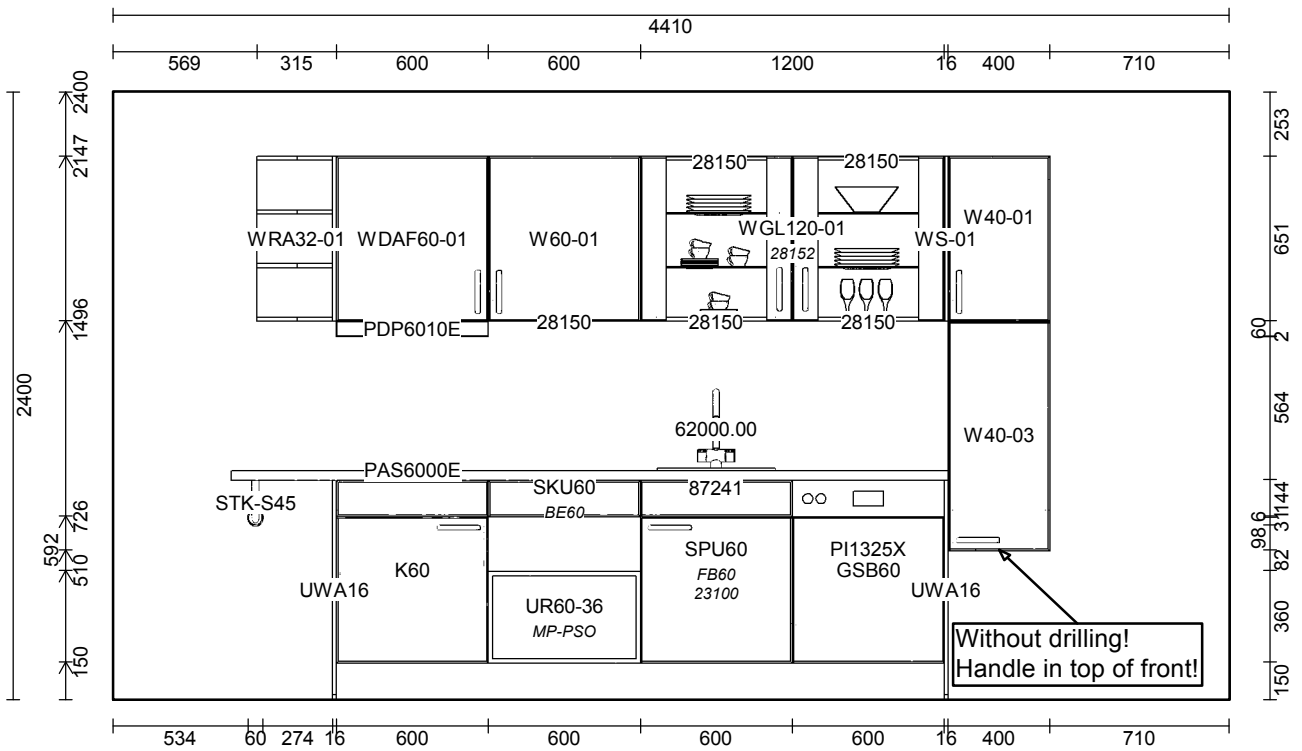 4410
569 315 600 600 1200 16 400 710
2400
2400
2147
1496
726
592
510
150
253
651
60
2
564
144
6
31
98
82
360
150
28150 28150
WRA32-01 WDAF60-01 W60-01 WGL120-01 WS-01 W40-01
28152
PDP6010E 28150 28150 28150
62000.00 W40-03
PAS6000E
STK-S45 SKU60 87241
BE60
K60 SPU60 PI1325X
GSB60
FB60
23100
UWA16 UR60-36 UWA16
MP-PSO
Without drilling!
Handle in top of front!
534 60 274 16 600 600 600 600 16 400 710